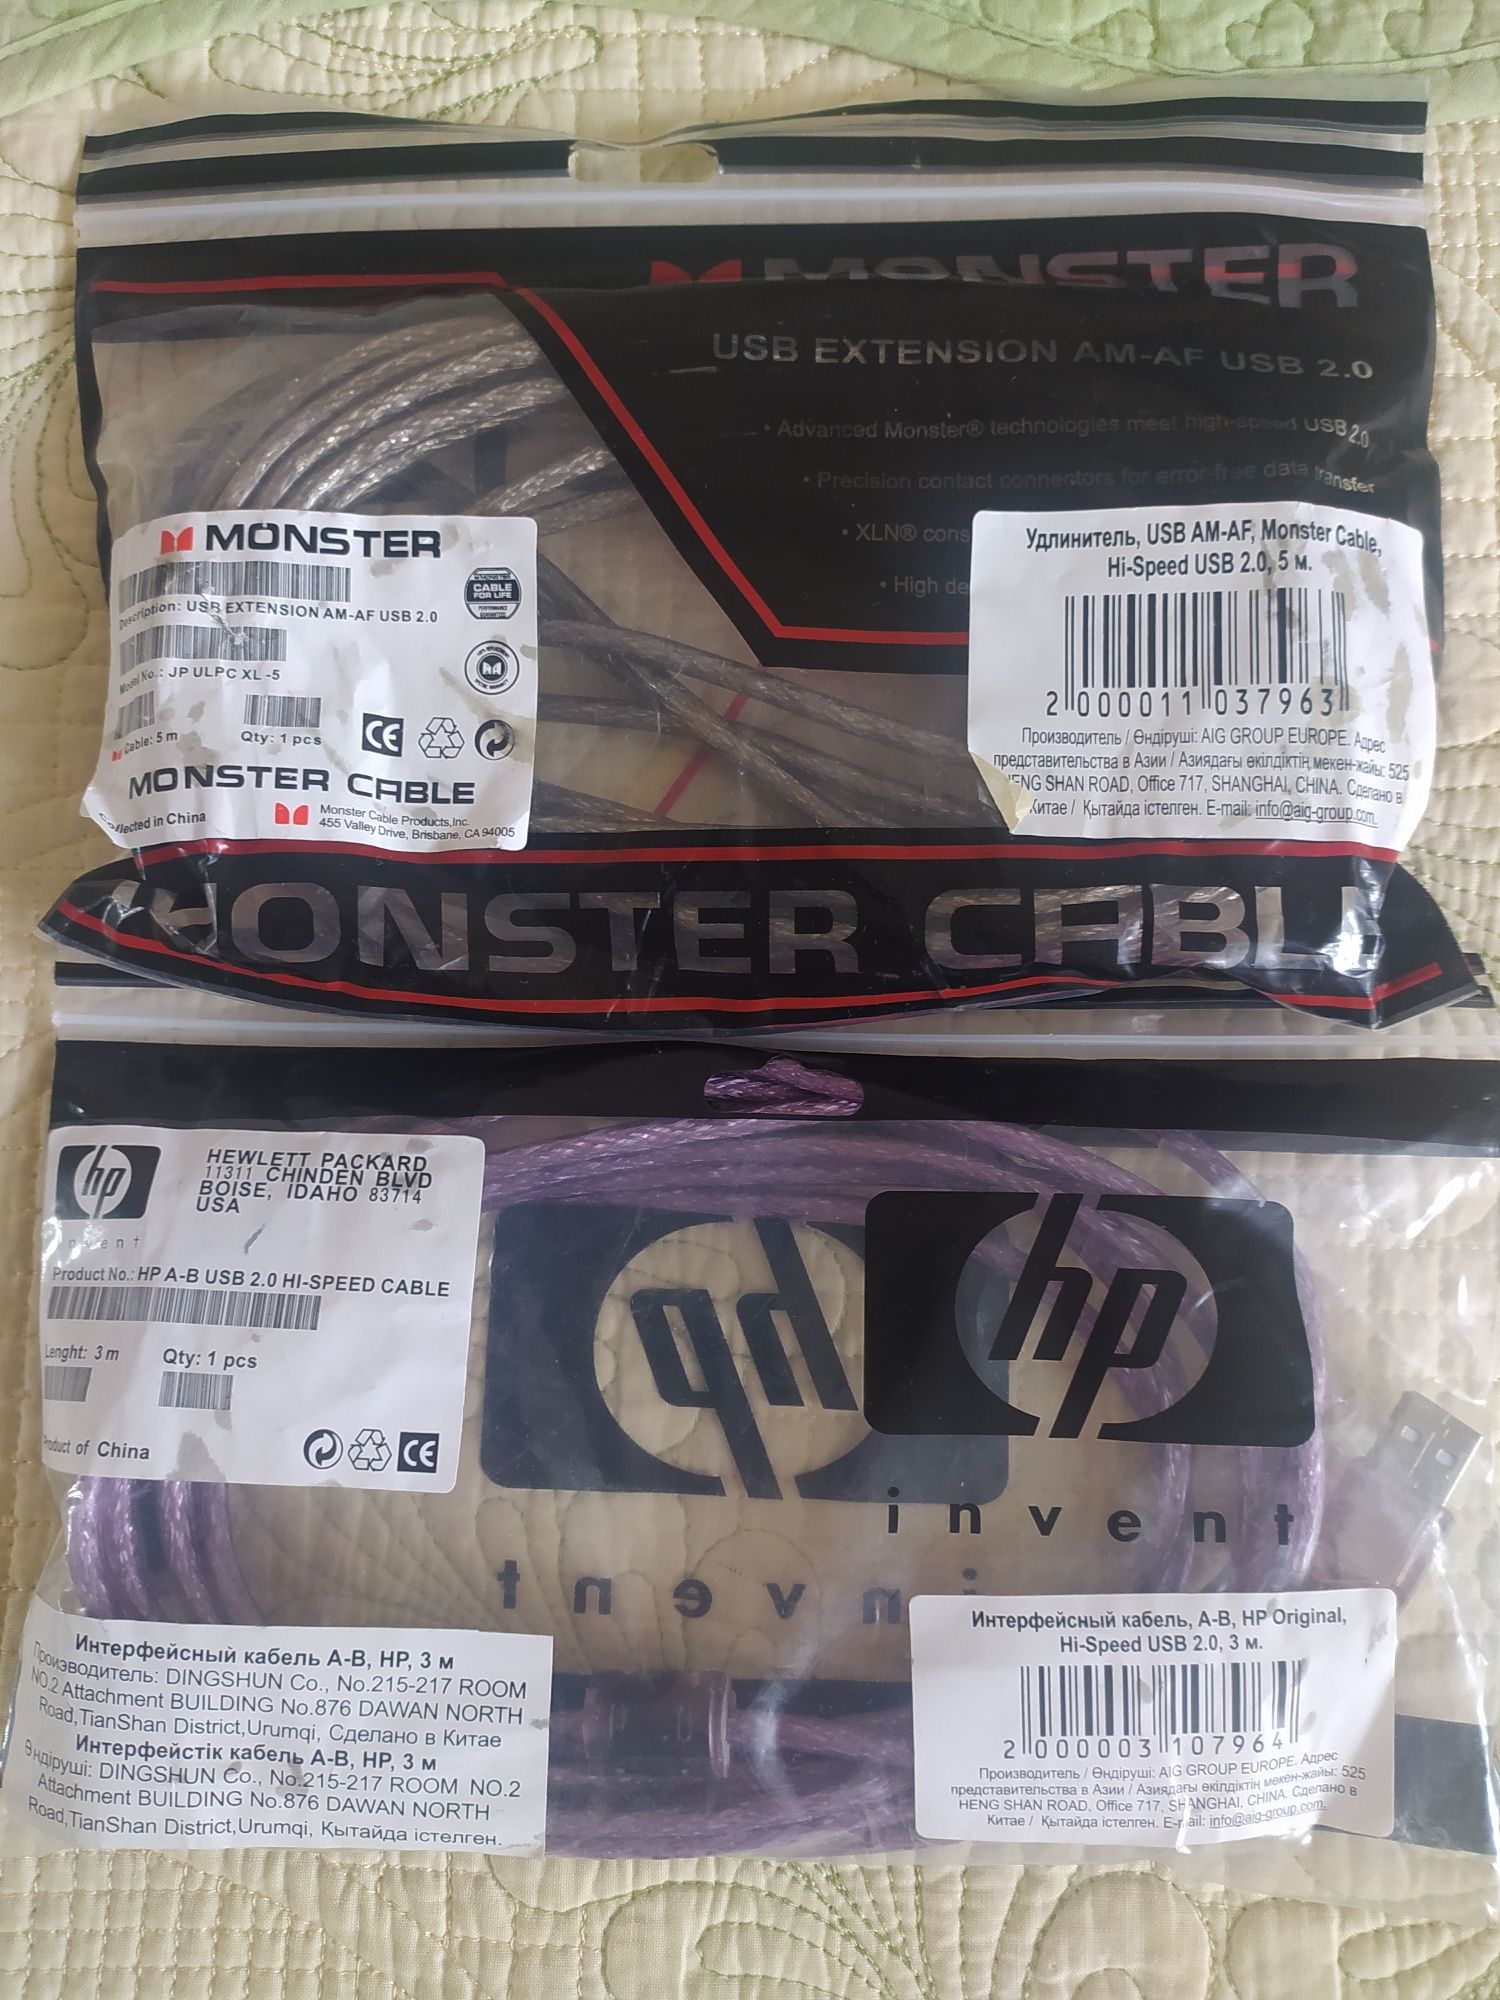 MONSTER
USB EXTENSION AM-AF USB 2.0
• Advanced Monster® technologies meet high-speed USB 2.0
• Precision contact connectors for error-free data transfer
• XLN® cons
• High de
MONSTER
CABLE
FOR LIFE
Description: USB EXTENSION AM-AF USB 2.0
Model No.: JP ULPC XL -5
Cable: 5 m
Qty: 1 pcs
CE
MONSTER CABLE
in China
Monster Cable Products,Inc.
455 Valley Drive, Brisbane, CA 94005
Удлинитель, USB AM-AF, Monster Cable,
Hi-Speed USB 2.0, 5 м.
2 000011 037963
Производитель / Өндіруші: AIG GROUP EUROPE. Адрес
представительства в Азии / Азиядағы өкілдіктің мекен-жайы: 525
HENG SHAN ROAD, Office 717, SHANGHAI, CHINA. Сделано в
Китае / Қытайда істелген. E-mail: info@aig-group.com.
MONSTER CABLE
hp
invent
HEWLETT PACKARD
11311 CHINDEN BLVD
BOISE, IDAHO 83714
USA
Product No.: HP A-B USB 2.0 HI-SPEED CABLE
Lenght: 3 m
Qty: 1 pcs
Product of China
CE
hp
invent
Интерфейсный кабель A-B, HP, 3 м
Производитель: DINGSHUN Co., No.215-217 ROOM
NO.2 Attachment BUILDING No.876 DAWAN NORTH
Road,TianShan District,Urumqi, Сделано в Китае
Интерфейстік кабель A-B, HP, 3 м
Өндіруші: DINGSHUN Co., No.215-217 ROOM NO.2
Attachment BUILDING No.876 DAWAN NORTH
Road,TianShan District,Urumqi, Қытайда істелген.
Интерфейсный кабель, A-B, HP Original,
Hi-Speed USB 2.0, 3 м.
2 000003 107964
Производитель / Өндіруші: AIG GROUP EUROPE. Адрес
представительства в Азии / Азиядағы өкілдіктің мекен-жайы: 525
HENG SHAN ROAD, Office 717, SHANGHAI, CHINA. Сделано в
Китае / Қытайда істелген. E-mail: info@aig-group.com.